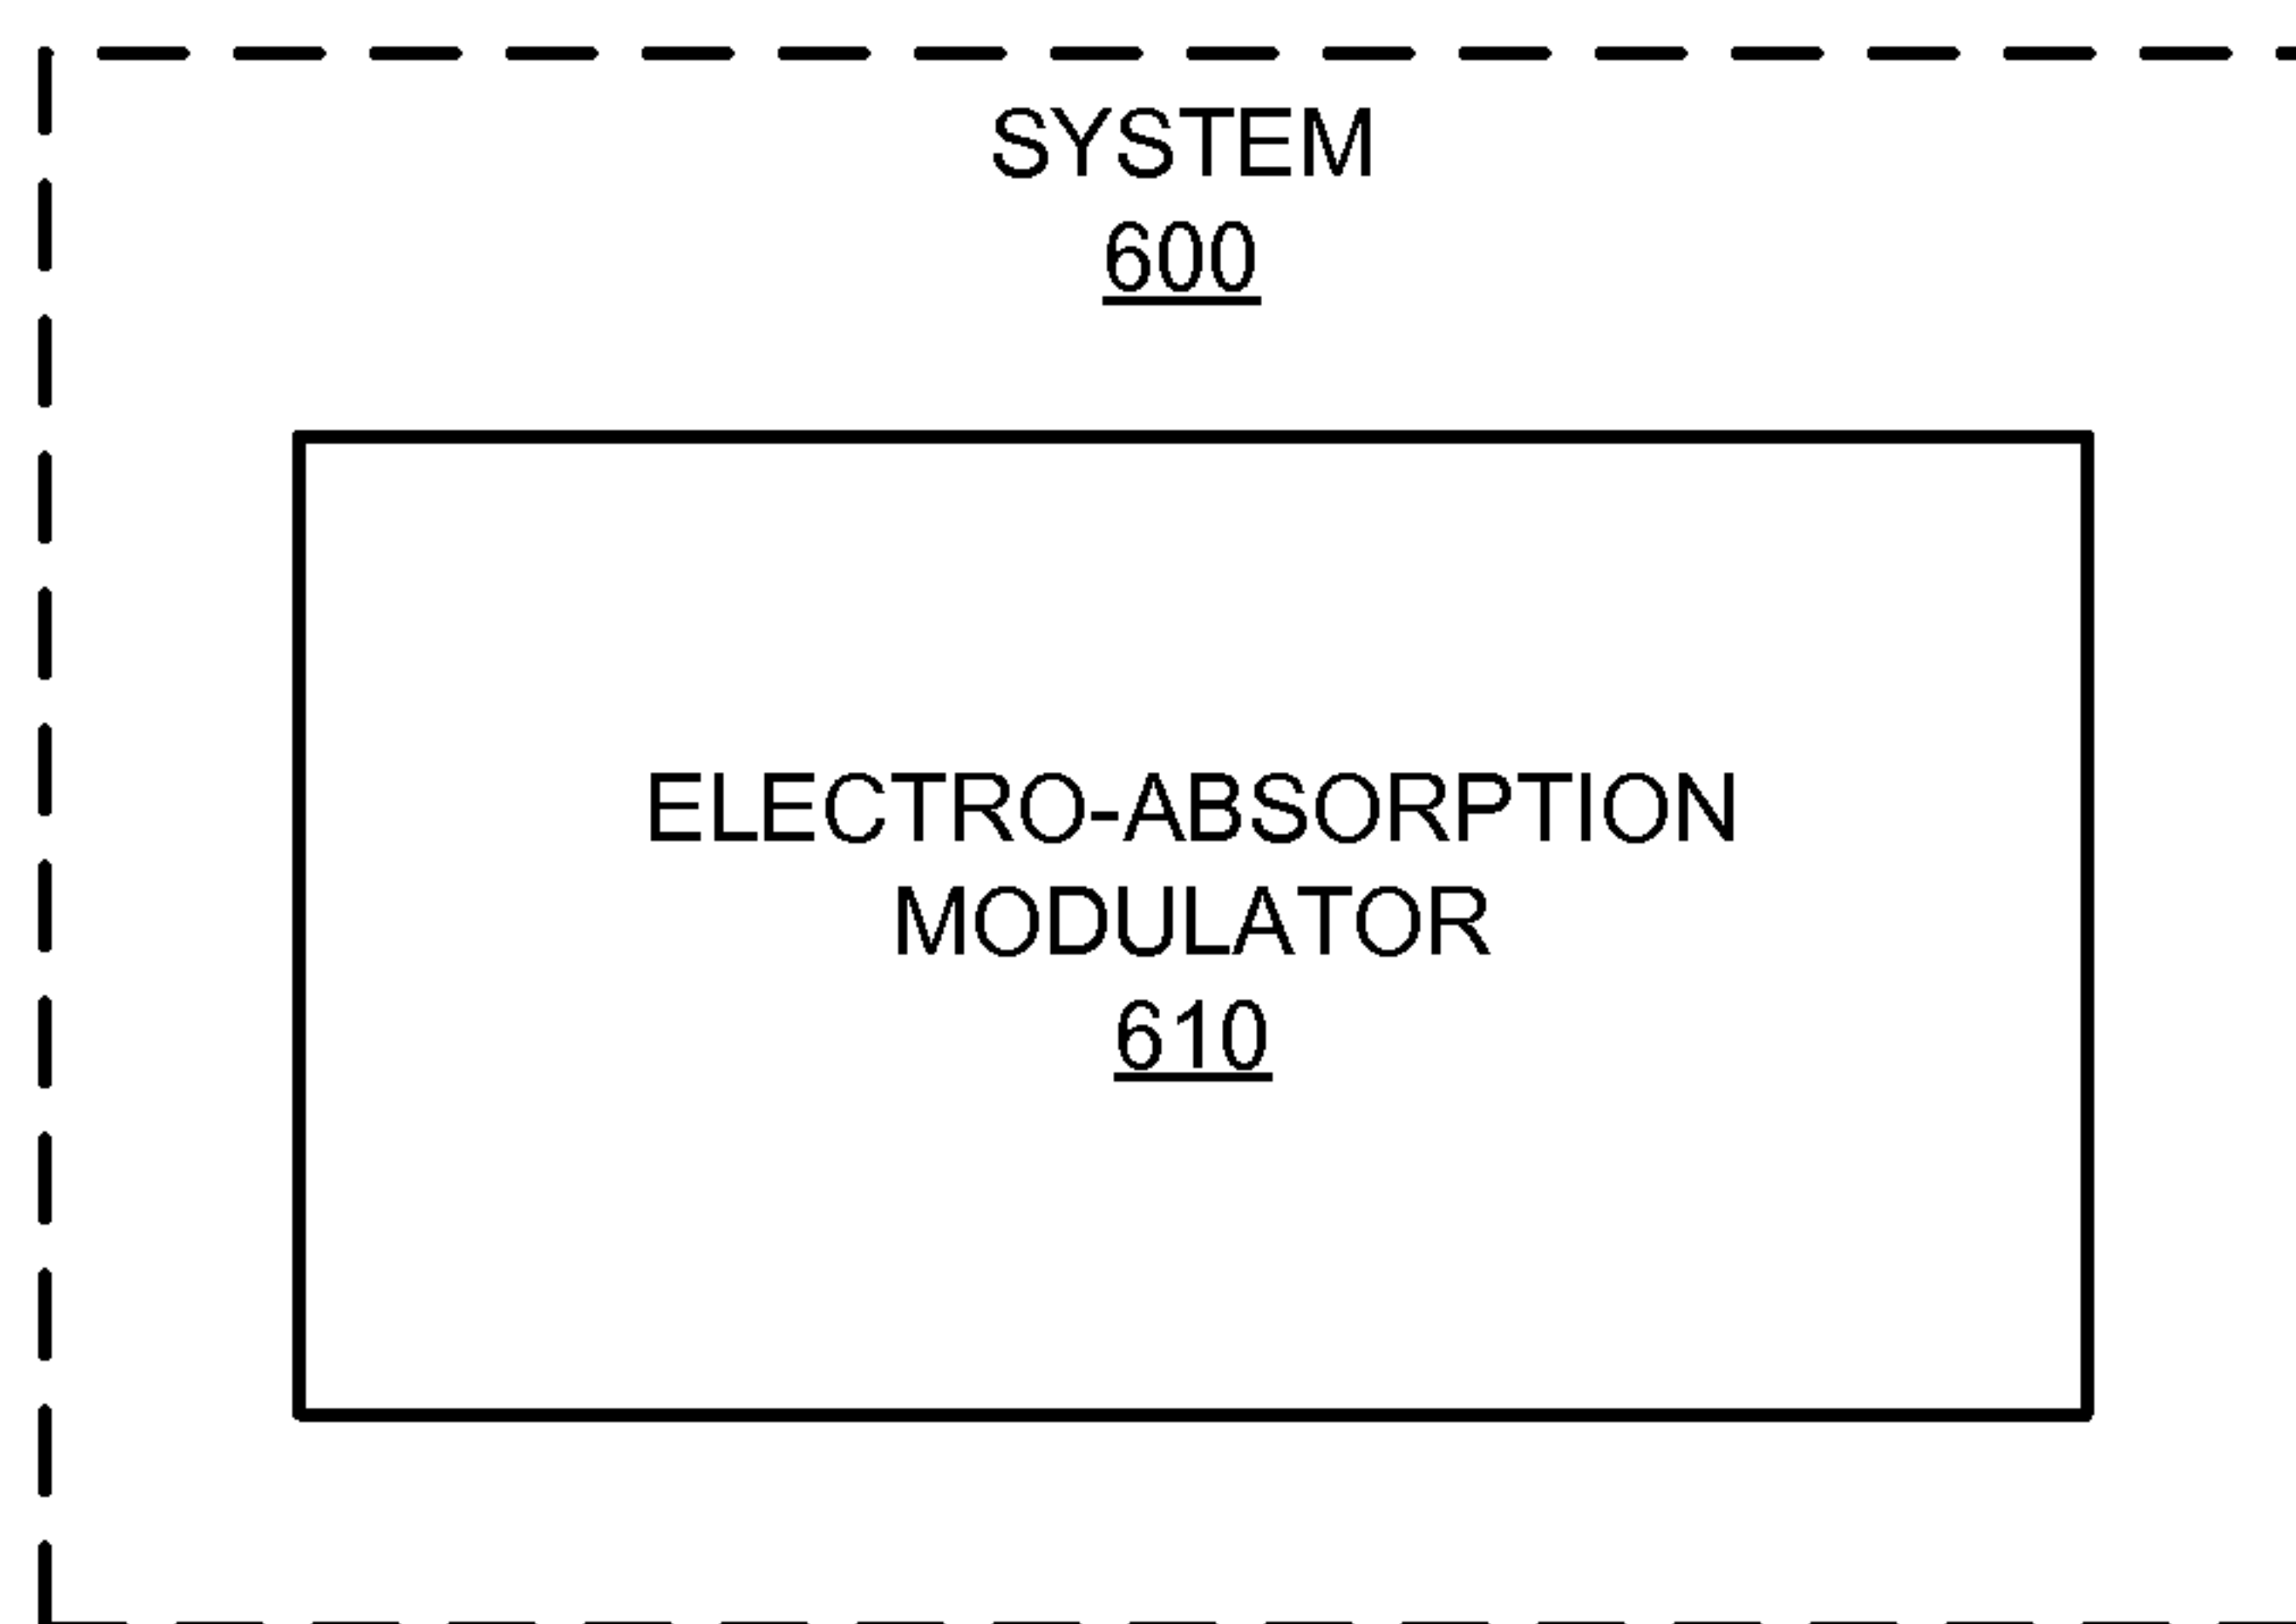 SYSTEM
600
ELECTRO-ABSORPTION
MODULATOR
610